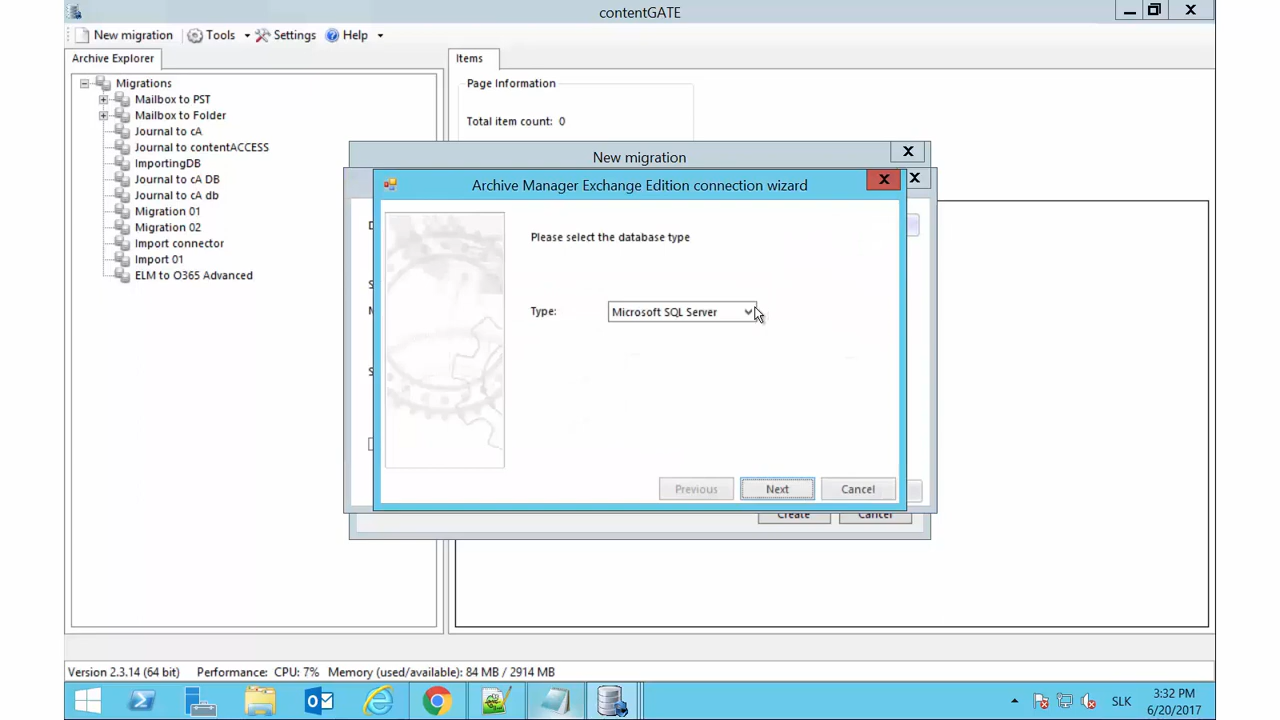 contentGATE
New migration Tools Settings Help
Archive Explorer
Items
Migrations
Mailbox to PST
Mailbox to Folder
Journal to cA
Journal to contentACCESS
ImportingDB
Journal to cA DB
Journal to cA db
Migration 01
Migration 02
Import connector
Import 01
ELM to O365 Advanced
Page Information
Total item count: 0
New migration
Archive Manager Exchange Edition connection wizard
Please select the database type
Type: Microsoft SQL Server
Previous Next Cancel
Create Cancel
Version 2.3.14 (64 bit) Performance: CPU: 7% Memory (used/available): 84 MB / 2914 MB
SLK
3:32 PM
6/20/2017